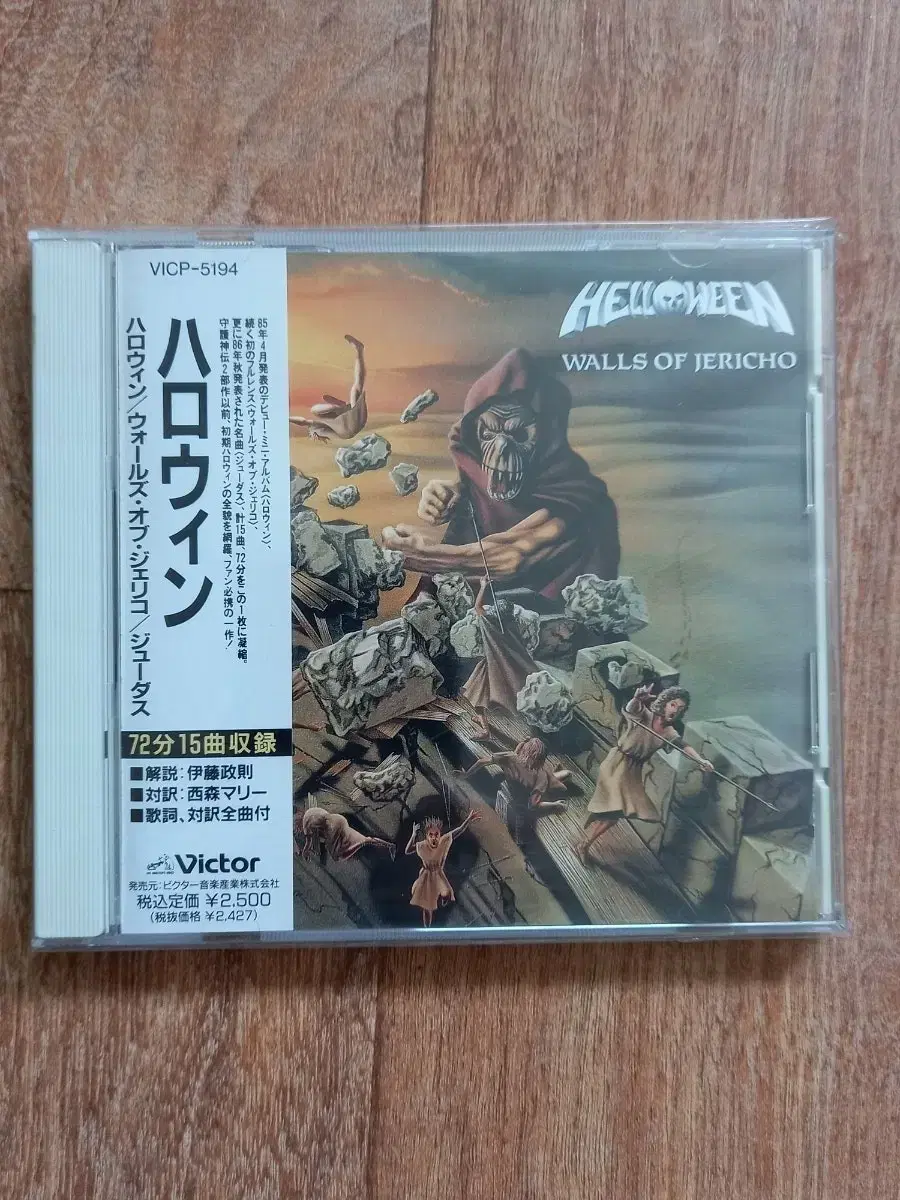 VICP-5194
ハロウィン
ハロウィン／ウォールズ・オブ・ジェリコ／ジューダス
85年4月発表のデビュー・ミニ・アルバム〈ハロウィン〉、
続く初のフルレンス〈ウォールズ・オブ・ジェリコ〉、
更に86年秋発表された名曲〈ジューダス〉、計15曲、72分をこの1枚に凝縮。
守護神伝2部作以前、初期ハロウィンの全貌を網羅、ファン必携の一作！
72分15曲収録
■解説：伊藤政則
■対訳：西森マリー
■歌詞、対訳全曲付
Victor
発売元：ビクター音楽産業株式会社
税込定価 ¥2,500
(税抜価格 ¥2,427)
HELLOWEEN
WALLS OF JERICHO